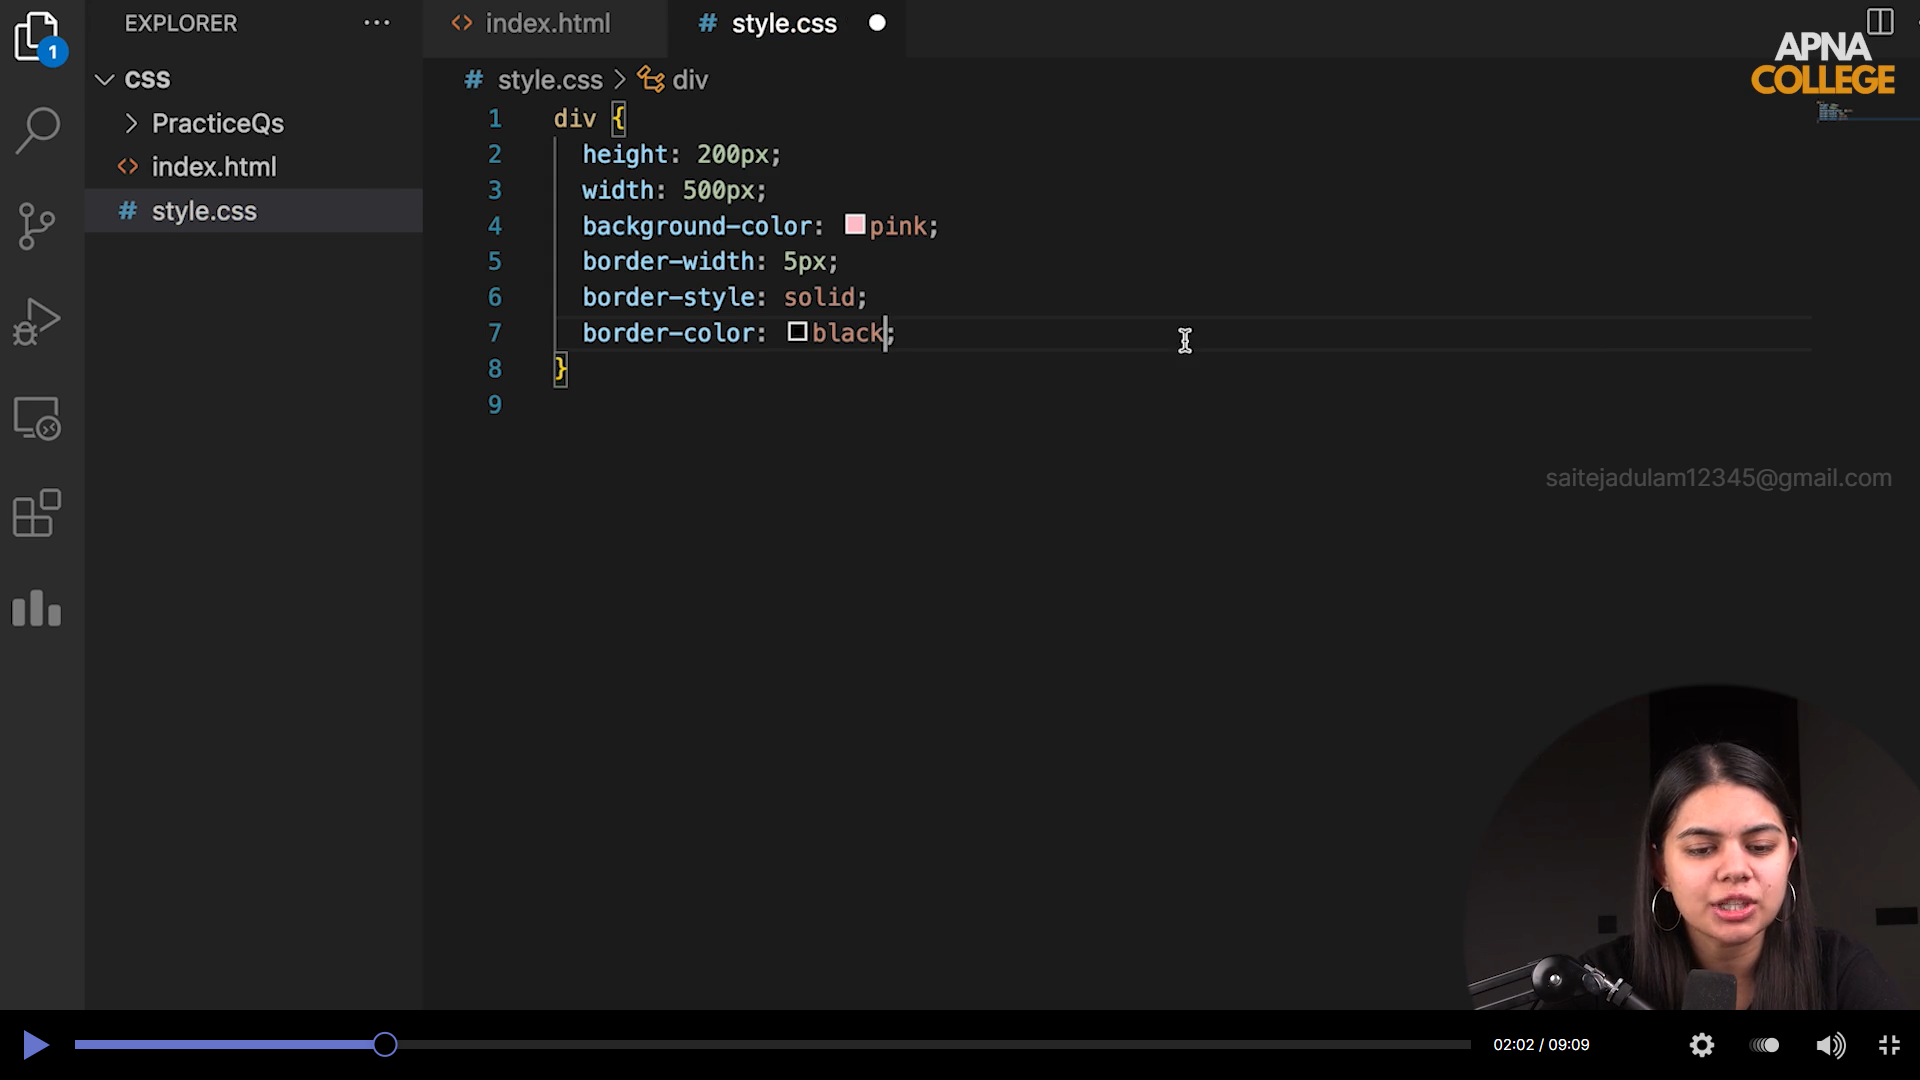 EXPLORER
1
CSS
PracticeQs
index.html
style.css
index.html
style.css
style.css > div
1 div {
2 height: 200px;
3 width: 500px;
4 background-color: pink;
5 border-width: 5px;
6 border-style: solid;
7 border-color: black;
8 }
9
APNA
COLLEGE
saitejadulam12345@gmail.com
02:02 / 09:09